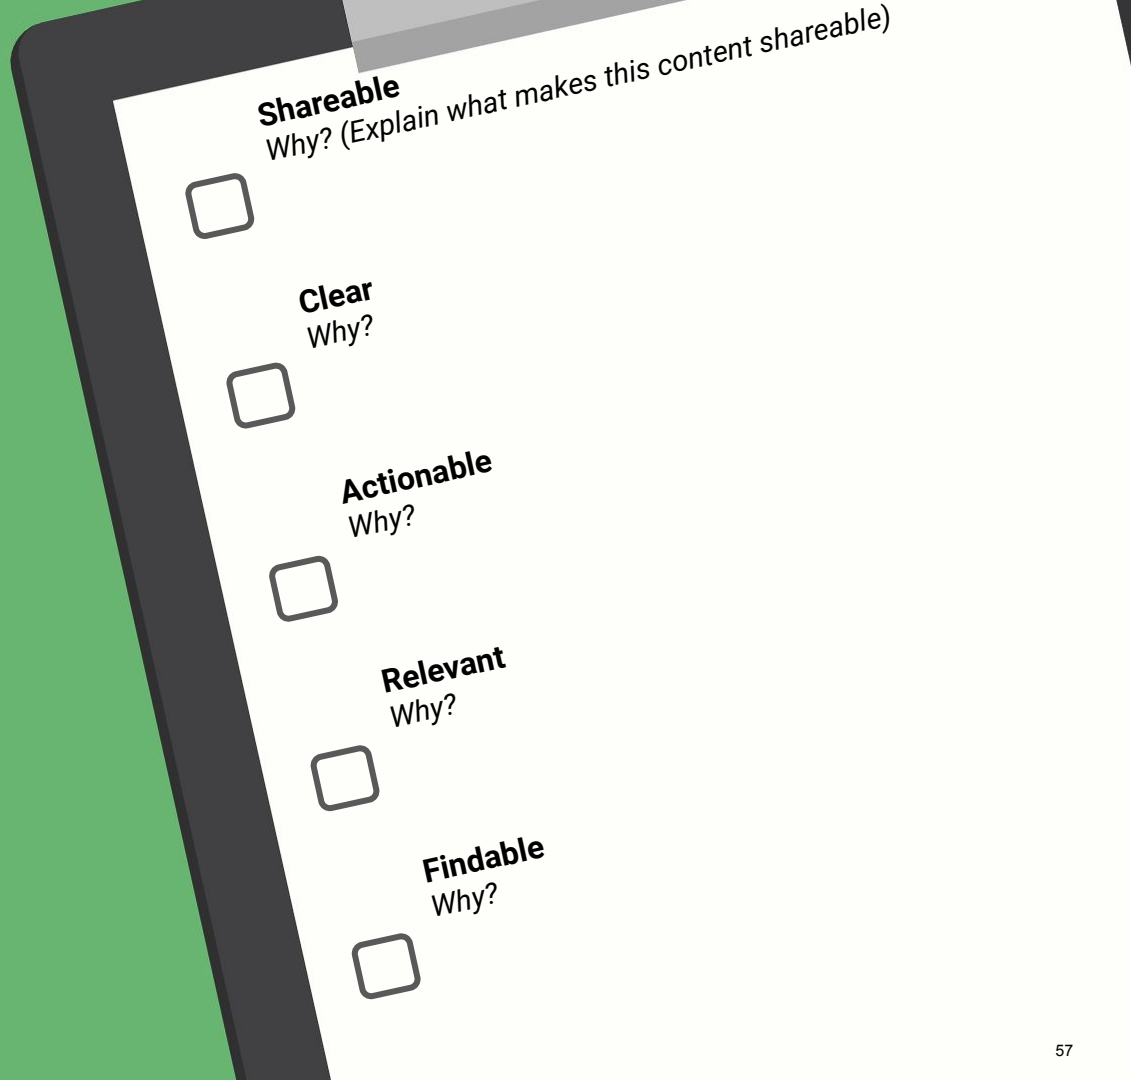 Shareable
Why? (Explain what makes this content shareable)
Clear
Why?
Actionable
Why?
Relevant
Why?
Findable
Why?
57